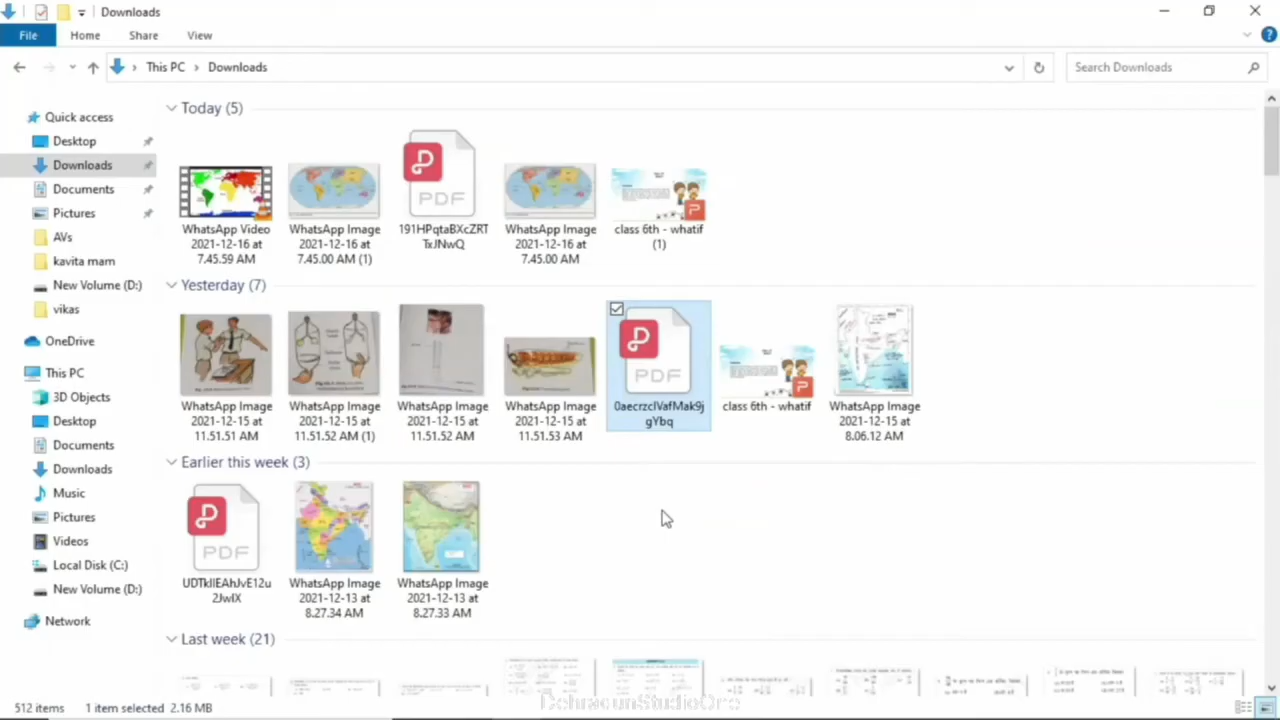 Downloads
File Home Share View
This PC Downloads
Search Downloads
Quick access
Desktop
Downloads
Documents
Pictures
AVs
kavita mam
New Volume (D:)
vikas
OneDrive
This PC
3D Objects
Desktop
Documents
Downloads
Music
Pictures
Videos
Local Disk (C:)
New Volume (D:)
Network
Today (5)
WhatsApp Video
2021-12-16 at
7.45.59 AM
WhatsApp Image
2021-12-16 at
7.45.00 AM (1)
PDF
191HPqtaBXcZRT
TxJNwQ
WhatsApp Image
2021-12-16 at
7.45.00 AM
class 6th - whatif
(1)
Yesterday (7)
WhatsApp Image
2021-12-15 at
11.51.51 AM
WhatsApp Image
2021-12-15 at
11.51.52 AM (1)
WhatsApp Image
2021-12-15 at
11.51.52 AM
WhatsApp Image
2021-12-15 at
11.51.53 AM
PDF
gYbq
class 6th - whatif
WhatsApp Image
2021-12-15 at
8.06.12 AM
Earlier this week (3)
PDF
WhatsApp Image
2021-12-13 at
8.27.34 AM
WhatsApp Image
2021-12-13 at
8.27.33 AM
Last week (21)
512 items 1 item selected 2.16 MB
DehradunStudioOne